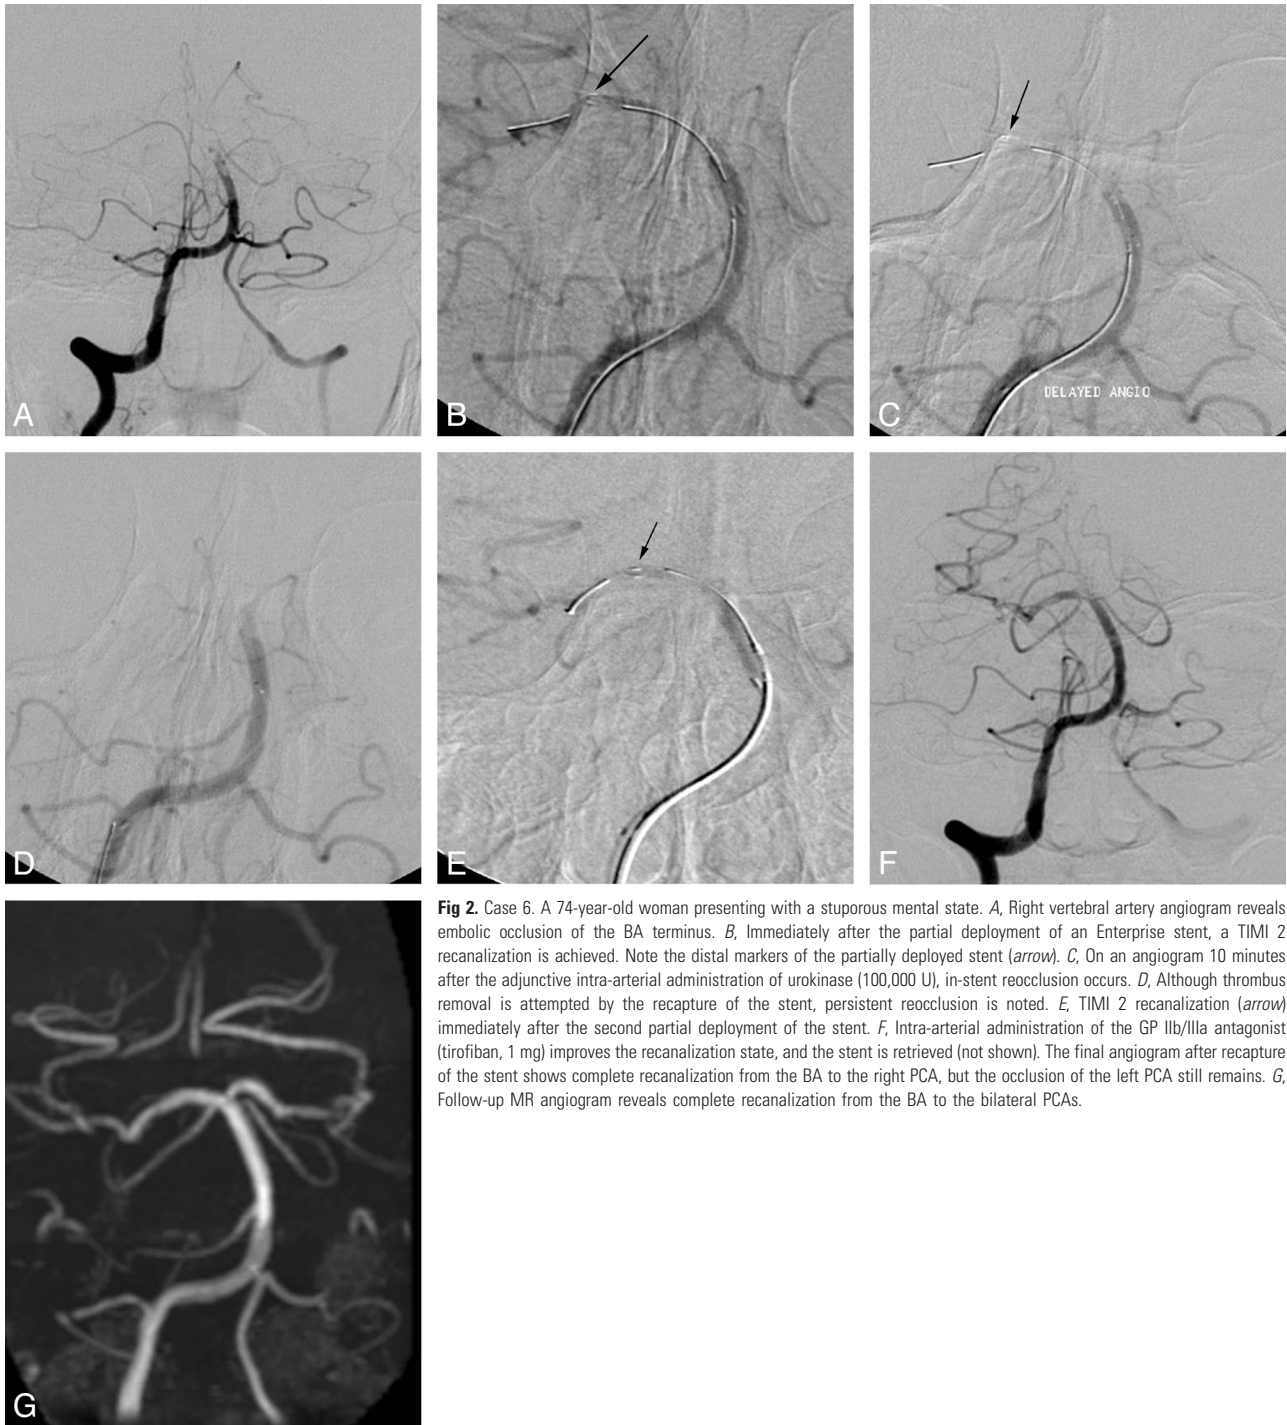 A
B
C
DELAYED ANGIO
D
E
F
G
Fig 2. Case 6. A 74-year-old woman presenting with a stuporous mental state. A, Right vertebral artery angiogram reveals
embolic occlusion of the BA terminus. B, Immediately after the partial deployment of an Enterprise stent, a TIMI 2
recanalization is achieved. Note the distal markers of the partially deployed stent (arrow). C, On an angiogram 10 minutes
after the adjunctive intra-arterial administration of urokinase (100,000 U), in-stent reocclusion occurs. D, Although thrombus
removal is attempted by the recapture of the stent, persistent reocclusion is noted. E, TIMI 2 recanalization (arrow)
immediately after the second partial deployment of the stent. F, Intra-arterial administration of the GP IIb/IIIa antagonist
(tirofiban, 1 mg) improves the recanalization state, and the stent is retrieved (not shown). The final angiogram after recapture
of the stent shows complete recanalization from the BA to the right PCA, but the occlusion of the left PCA still remains. G,
Follow-up MR angiogram reveals complete recanalization from the BA to the bilateral PCAs.